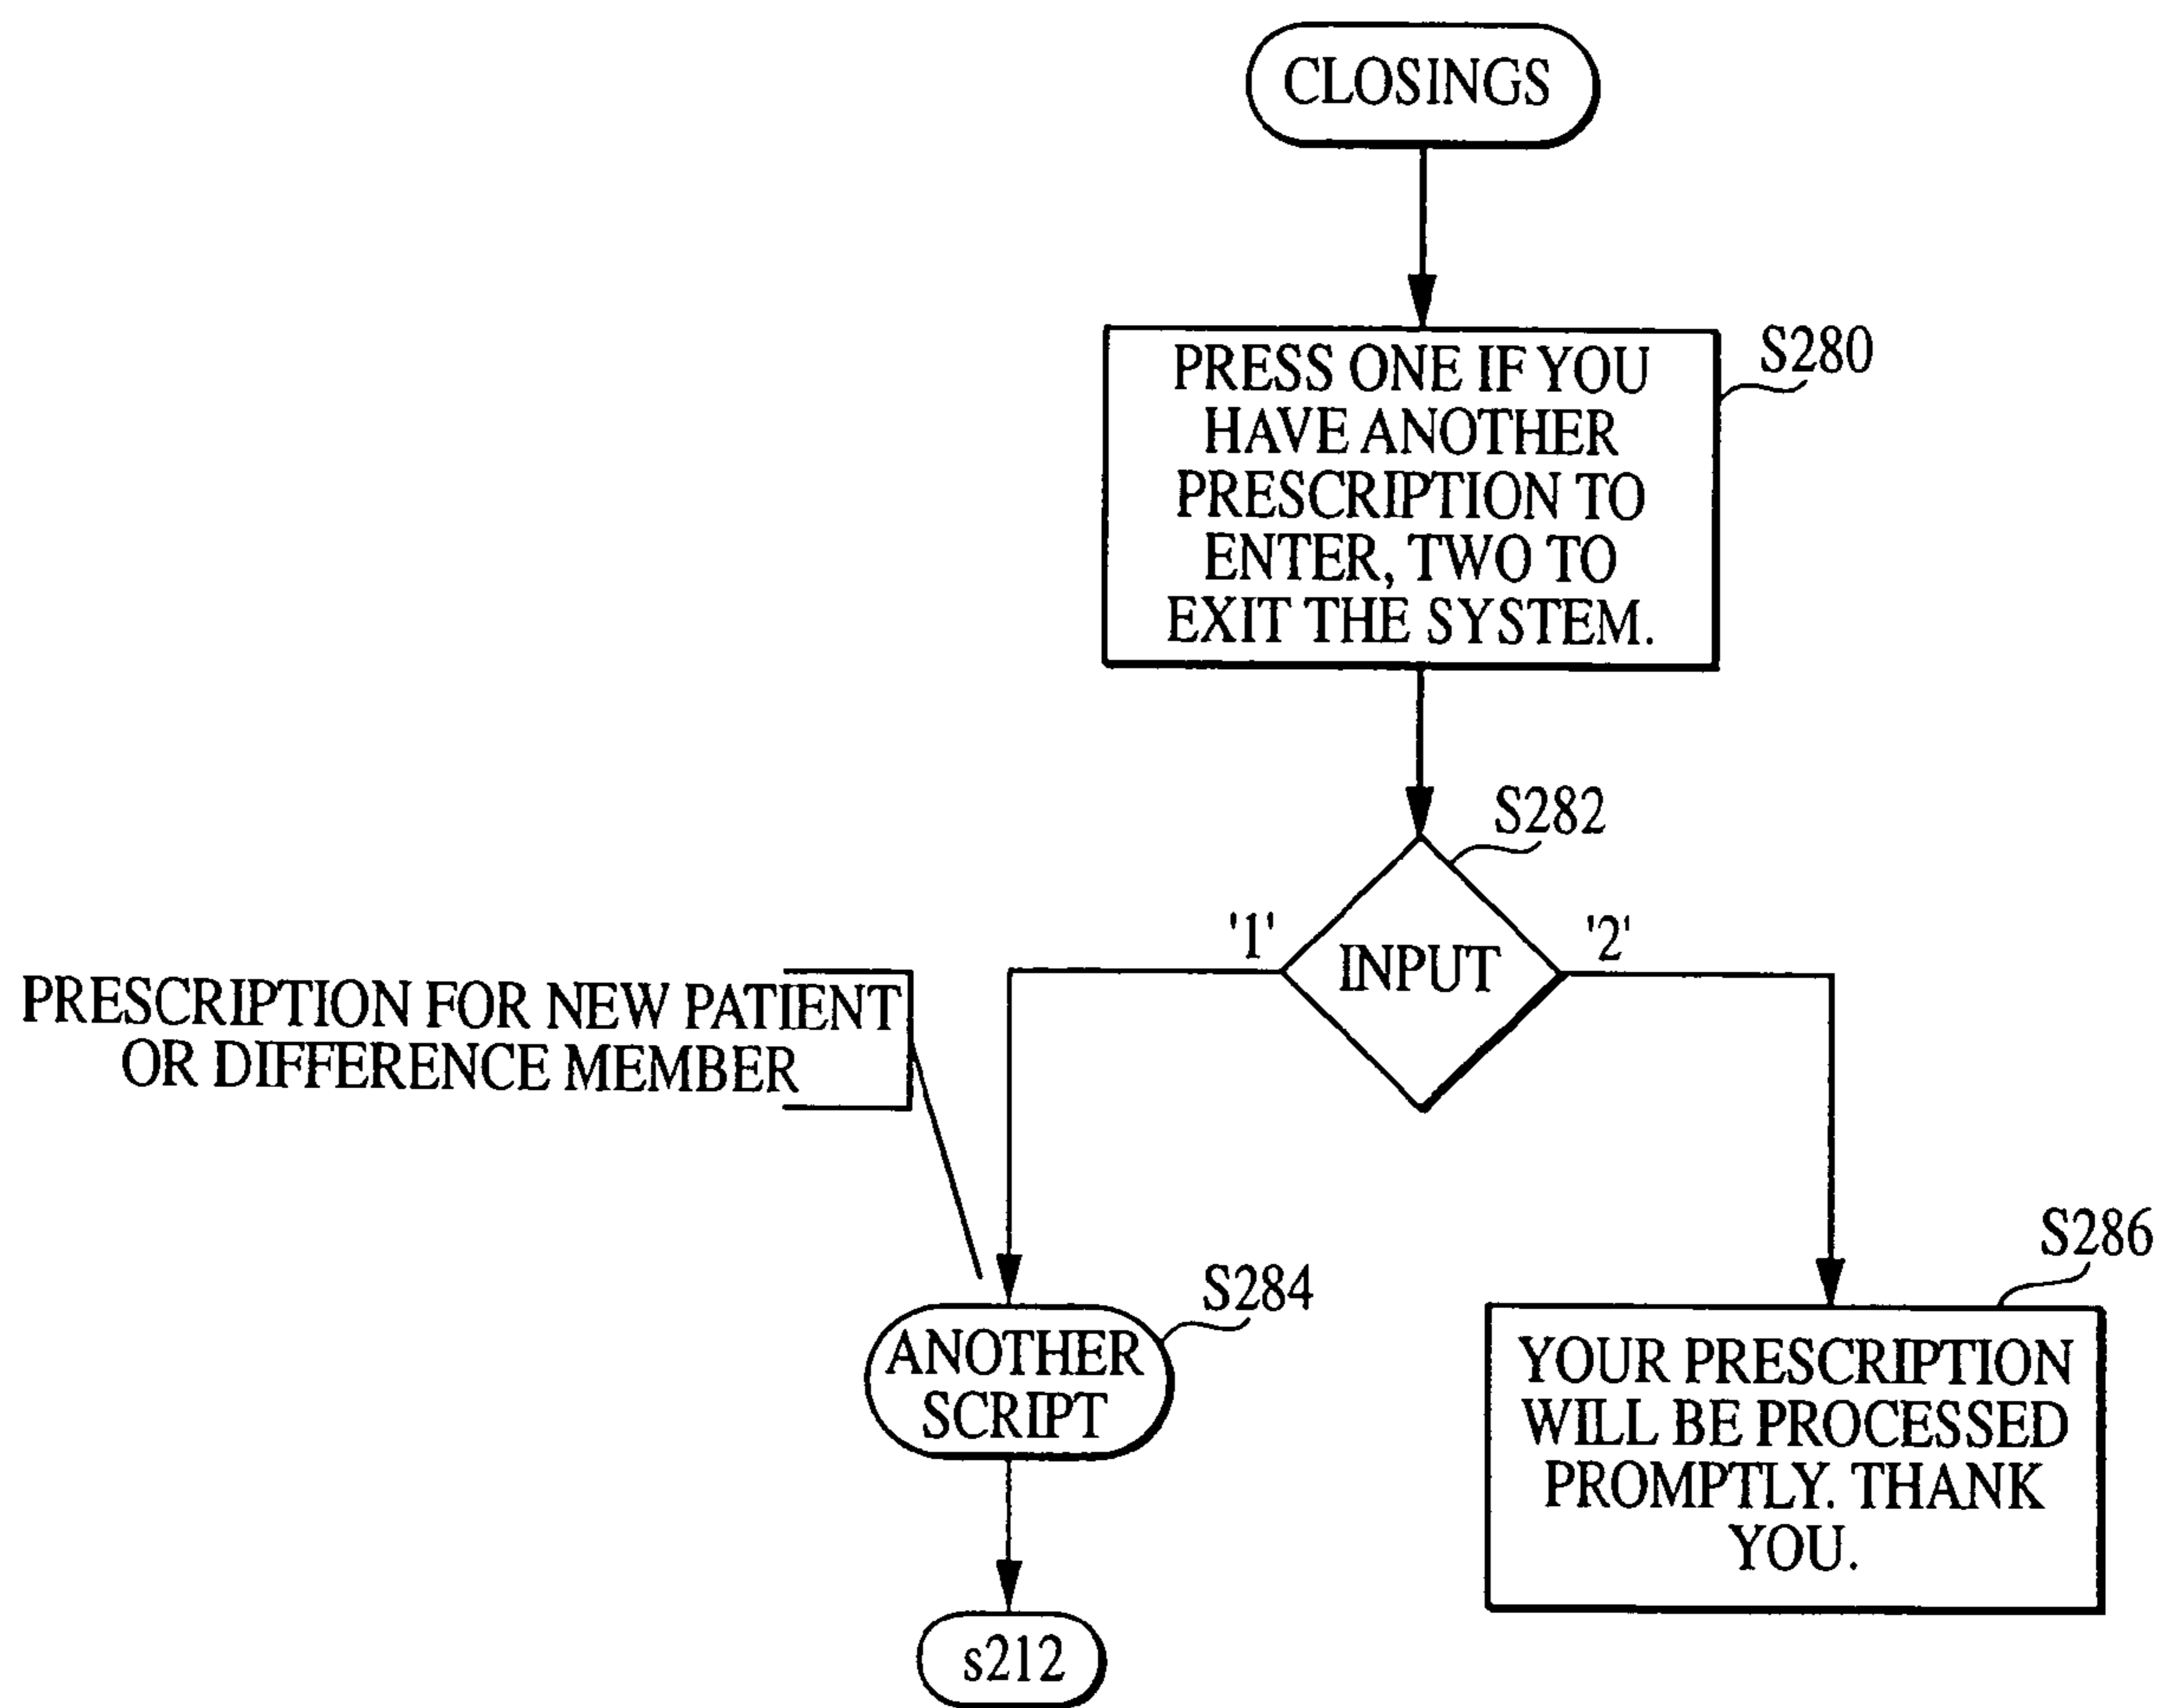 CLOSINGS
PRESS ONE IF YOU
HAVE ANOTHER
PRESCRIPTION TO
ENTER, TWO TO
EXIT THE SYSTEM.
S280
S282
'1'
INPUT
'2'
PRESCRIPTION FOR NEW PATIENT
OR DIFFERENCE MEMBER
S284
ANOTHER
SCRIPT
S286
YOUR PRESCRIPTION
WILL BE PROCESSED
PROMPTLY. THANK
YOU.
s212